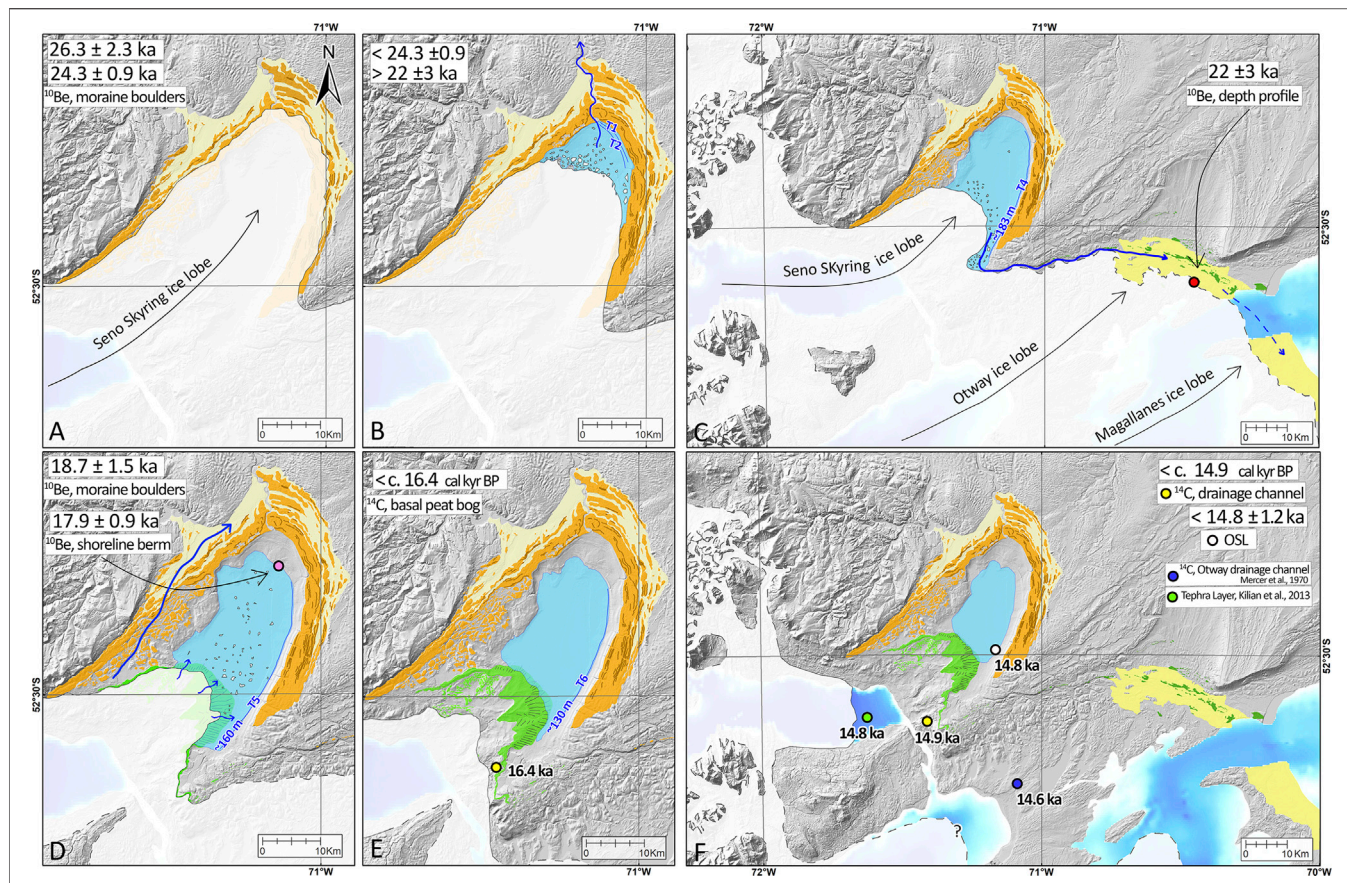 71°W
71°W
72°W
71°W
26.3 ± 2.3 ka
24.3 ± 0.9 ka
¹⁰Be, moraine boulders
N
Seno Skyring ice lobe
52°30'S
A
0 10Km
< 24.3 ±0.9
> 22 ±3 ka
T1
T2
B
0 10Km
22 ±3 ka
¹⁰Be, depth profile
T4
~183 m
Seno SKyring ice lobe
Otway ice lobe
Magallanes ice lobe
52°30'S
C
0 10Km
18.7 ± 1.5 ka
¹⁰Be, moraine boulders
17.9 ± 0.9 ka
¹⁰Be, shoreline berm
T5
~160 m
52°30'S
D
0 10Km
71°W
< c. 16.4 cal kyr BP
¹⁴C, basal peat bog
T6
~130 m
16.4 ka
E
0 10Km
71°W
< c. 14.9 cal kyr BP
¹⁴C, drainage channel
< 14.8 ± 1.2 ka
OSL
¹⁴C, Otway drainage channel
Mercer et al., 1970
Tephra Layer, Kilian et al., 2013
14.8 ka
52°30'S
14.8 ka
14.9 ka
14.6 ka
?
F
0 10Km
72°W
71°W
70°W